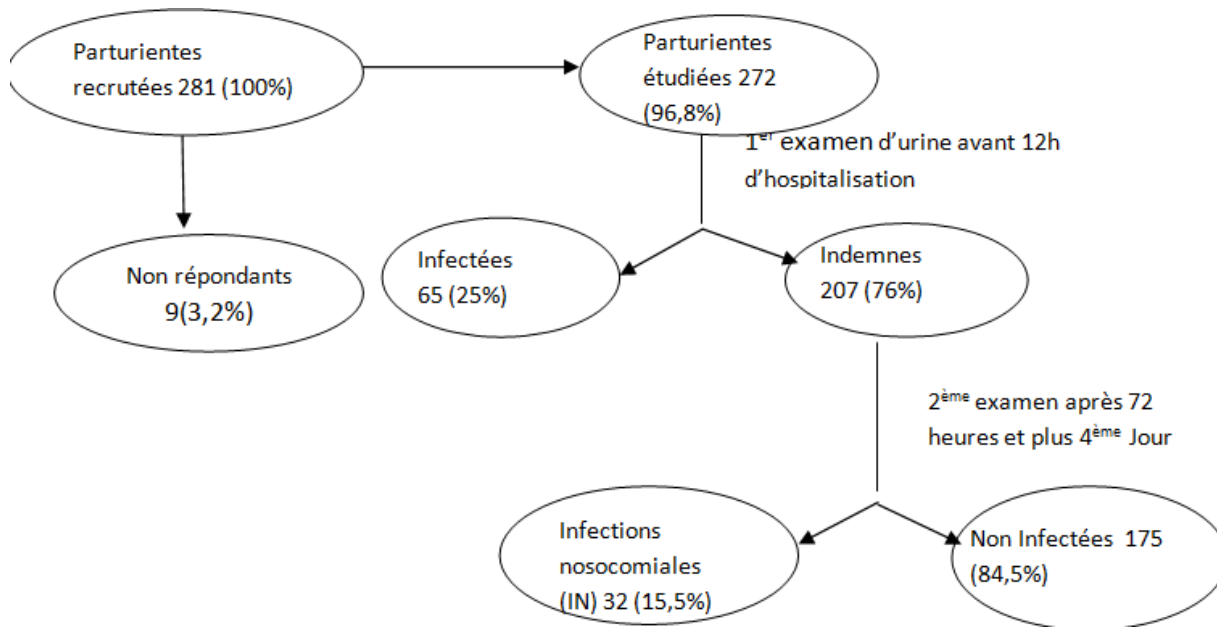 Parturientes
recrutées 281 (100%)
Parturientes
étudiées 272
(96,8%)
1er examen d'urine avant 12h
d'hospitalisation
Non répondants
9(3,2%)
Infectées
65 (25%)
Indemnes
207 (76%)
2ème examen après 72
heures et plus 4ème Jour
Infections
nosocomiales
(IN) 32 (15,5%)
Non Infectées 175
(84,5%)